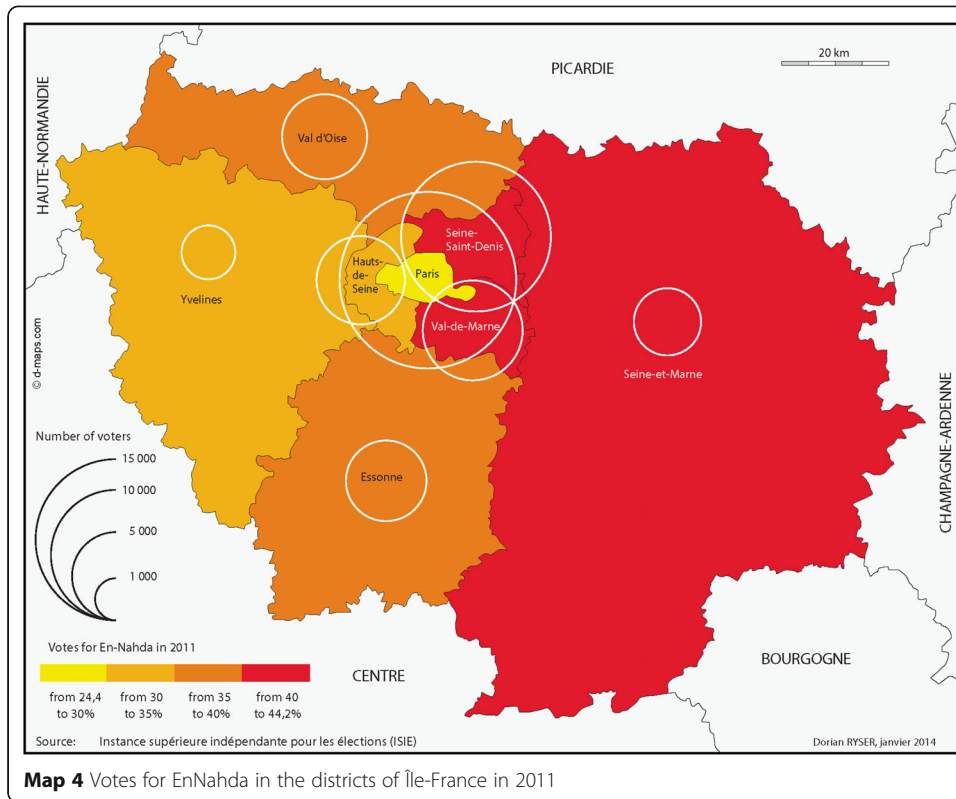 PICARDIE
20 km
HAUTE-NORMANDIE
Val d'Oise
Seine-
Saint-Denis
Hauts-
de-
Seine
Paris
Yvelines
Val-de-Marne
Seine-et-Marne
© d-maps.com
CHAMPAGNE-ARDENNE
Essonne
Number of voters
15 000
10 000
5 000
1 000
Votes for En-Nahda in 2011
from 24,4
to 30%
from 30
to 35%
from 35
to 40%
from 40
to 44,2%
CENTRE
BOURGOGNE
Source: Instance supérieure indépendante pour les élections (ISIE)
Dorian RYSER, janvier 2014
Map 4 Votes for EnNahda in the districts of Île-France in 2011